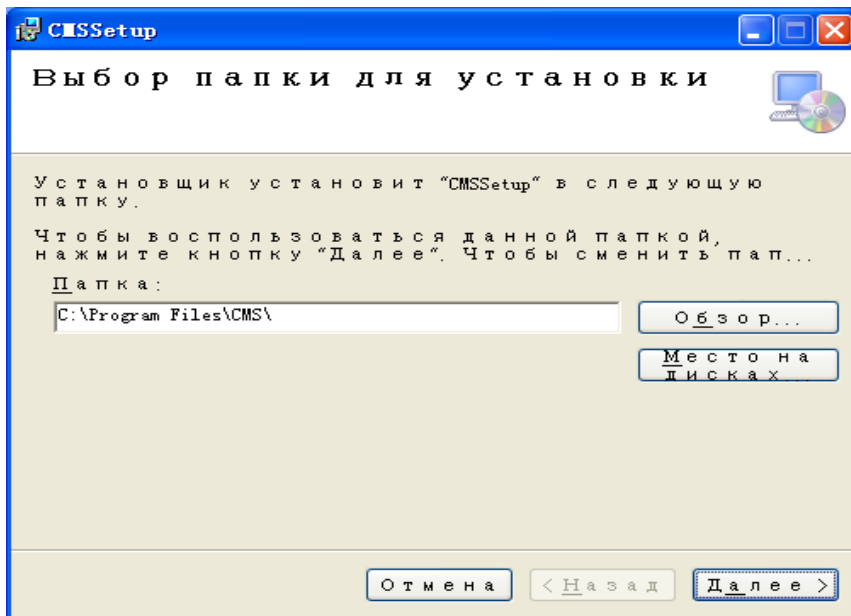 CMSSetup
Выбор папки для установки
Установщик установит "CMSSetup" в следующую
папку.
Чтобы воспользоваться данной папкой,
нажмите кнопку "Далее". Чтобы сменить пап...
Папка:
C:\Program Files\CMS\
Обзор...
Место на
дисках...
Отмена
< Назад
Далее >